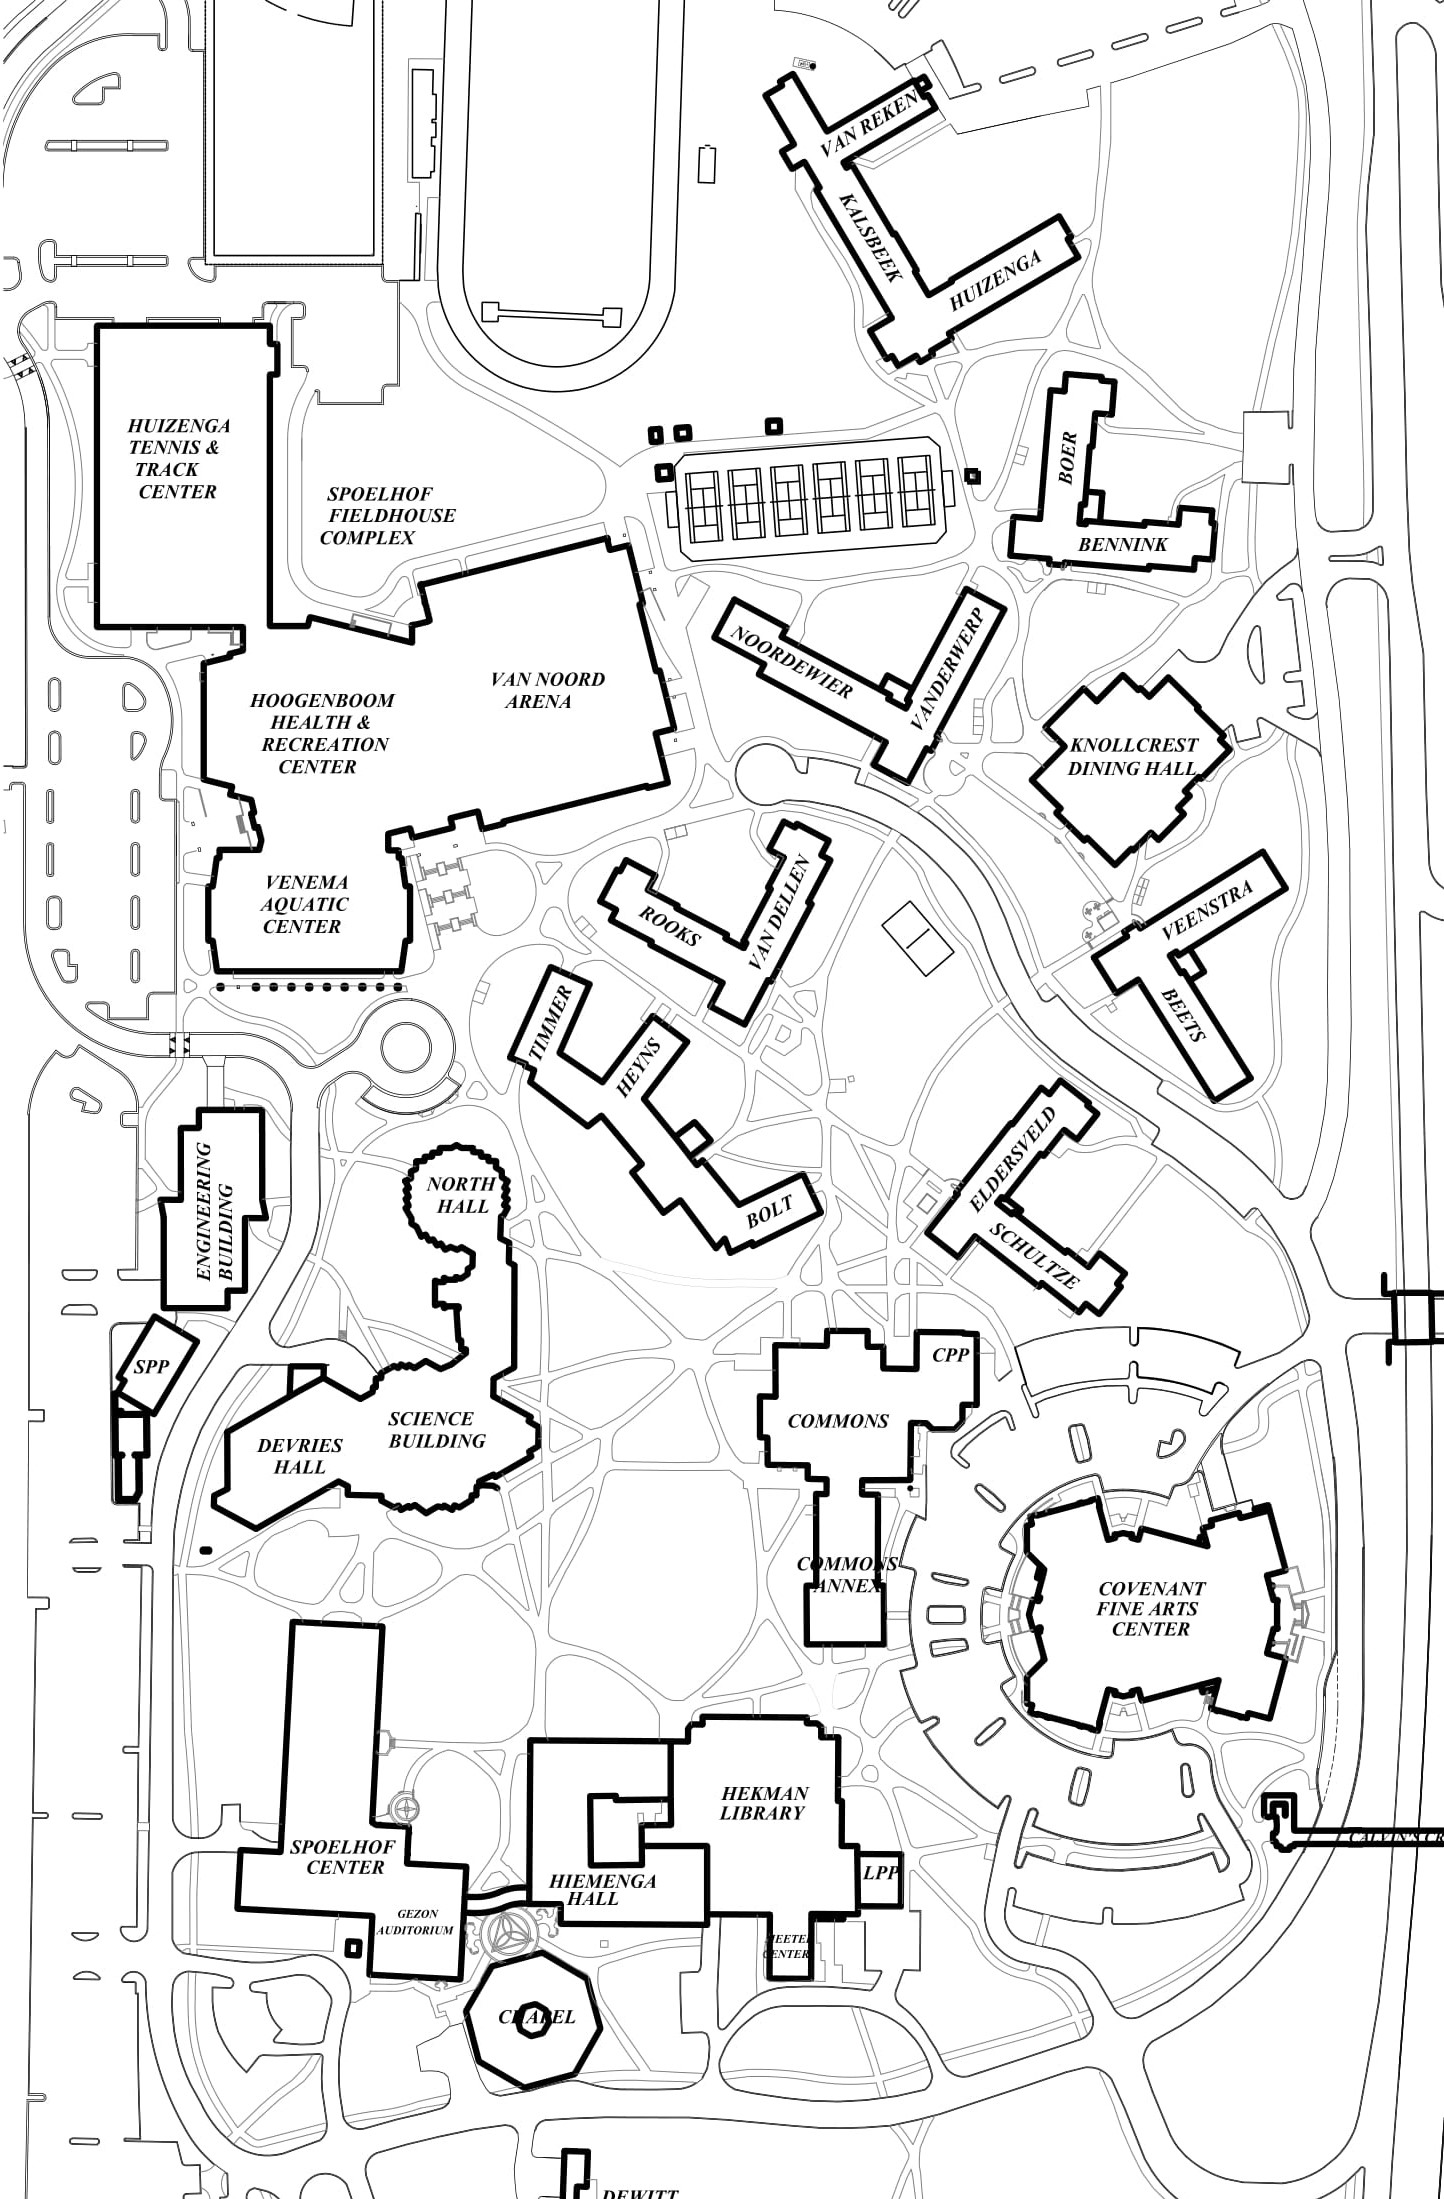 VAN REKEN
KALSBEEK
HUIZENGA
HUIZENGA
TENNIS &
TRACK
CENTER
SPOELHOF
FIELDHOUSE
COMPLEX
BOER
BENNINK
NOORDEWIER
VANDERWERP
VAN NOORD
ARENA
HOOGENBOOM
HEALTH &
RECREATION
CENTER
KNOLLCREST
DINING HALL
VENEMA
AQUATIC
CENTER
ROOKS
VAN DELLEN
VEENSTRA
BEETS
TIMMER
HEYNS
BOLT
ELDERSVELD
SCHULTZE
ENGINEERING
BUILDING
NORTH
HALL
SPP
CPP
COMMONS
SCIENCE
BUILDING
DEVRIES
HALL
COMMONS
ANNEX
COVENANT
FINE ARTS
CENTER
HEKMAN
LIBRARY
SPOELHOF
CENTER
HIEMENGA
HALL
LPP
GEZON
AUDITORIUM
MEETER
CENTER
CALVIN'S CR
CHAPEL
DEWITT